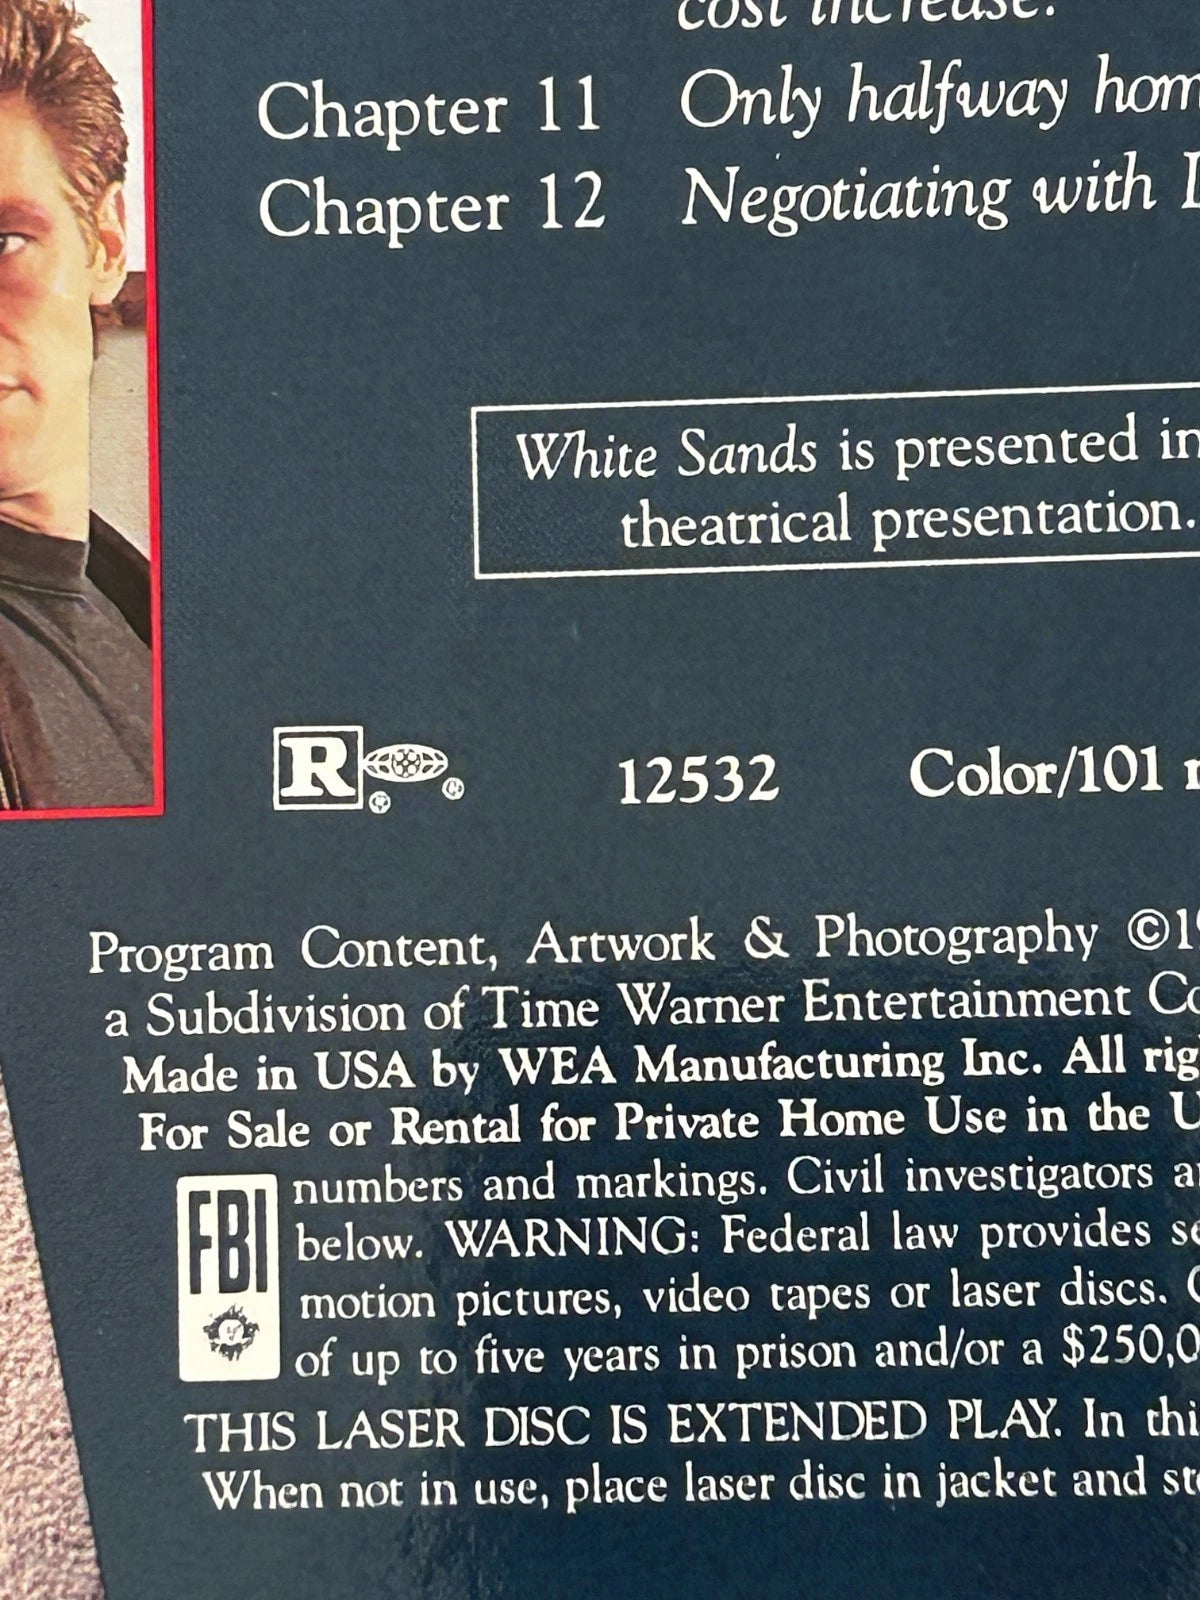 cost increase.
Chapter 11 Only halfway hom
Chapter 12 Negotiating with
White Sands is presented in
theatrical presentation.
R ® ®
12532 Color/101
Program Content, Artwork & Photography ©19
a Subdivision of Time Warner Entertainment Co
Made in USA by WEA Manufacturing Inc. All rig
For Sale or Rental for Private Home Use in the U
numbers and markings. Civil investigators a
FBI
below. WARNING: Federal law provides se
motion pictures, video tapes or laser discs.
of up to five years in prison and/or a $250,0
THIS LASER DISC IS EXTENDED PLAY. In thi
When not in use, place laser disc in jacket and st